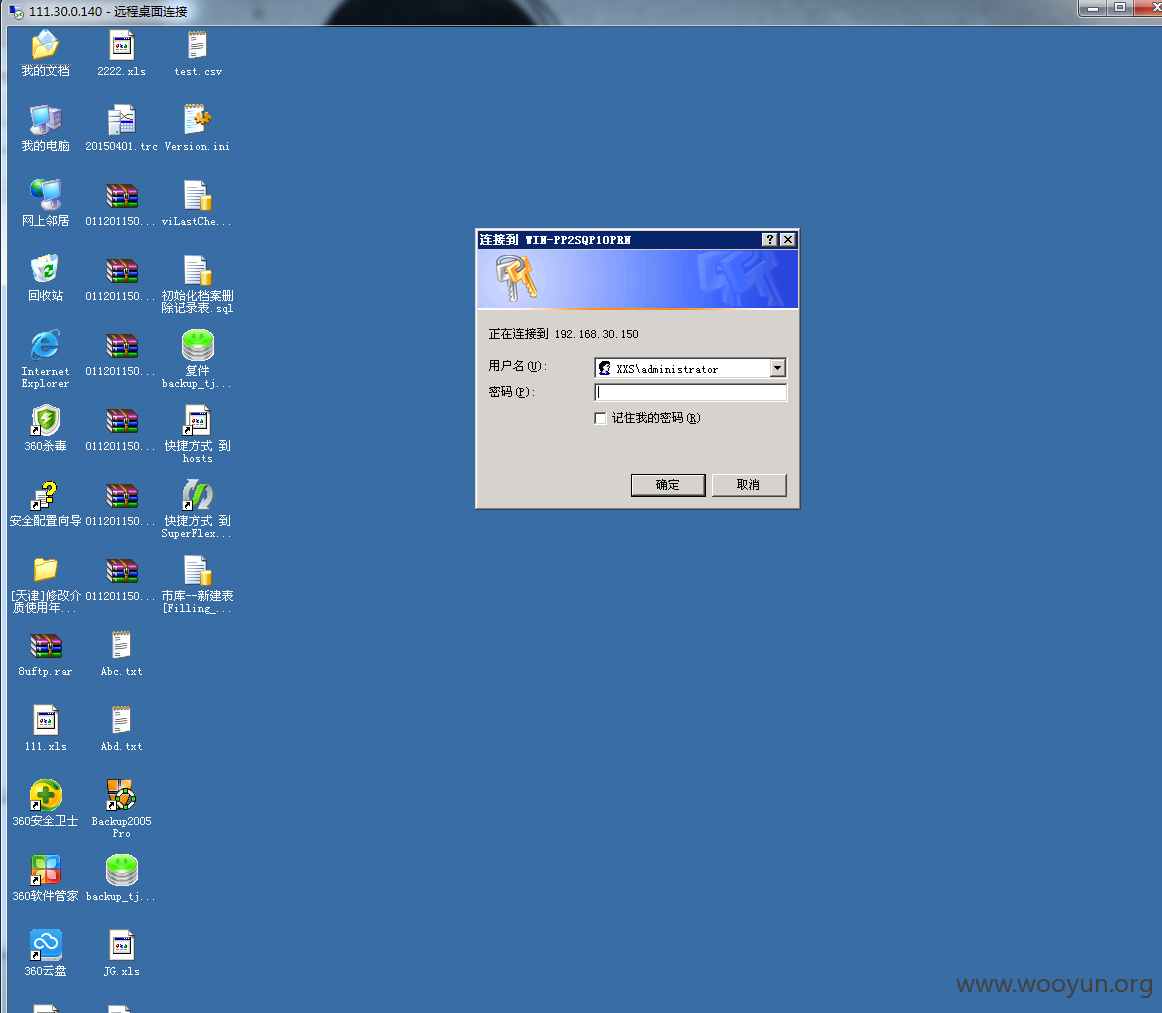 111.30.0.140 - 远程桌面连接
我的文档
2222.xls
test.csv
我的电脑
20150401.trc
Version.ini
网上邻居
011201150...
viLastChe...
回收站
011201150...
初始化档案删
除记录表.sql
Internet
Explorer
011201150...
复件
backup_tj...
360杀毒
011201150...
快捷方式 到
hosts
安全配置向导
011201150...
快捷方式 到
SuperFlex...
[天津]修改介
质使用年...
011201150...
市库--新建表
[Filling_...
8uftp.rar
Abc.txt
111.xls
Abd.txt
360安全卫士
Backup2005
Pro
360软件管家
backup_tj...
360云盘
JG.xls
连接到 WIN-PP2SQP1OPRN
正在连接到 192.168.30.150
用户名(U):
XXS\administrator
密码(P):
记住我的密码(R)
确定
取消
www.wooyun.org